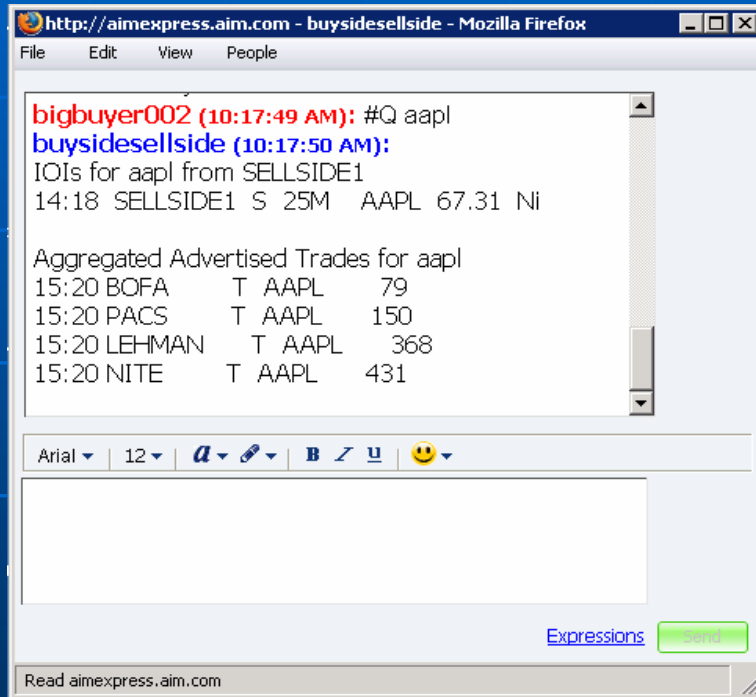 http://aimexpress.aim.com - buysidesellside - Mozilla Firefox
File Edit View People
bigbuyer002 (10:17:49 AM): #Q aapl
buysidesellside (10:17:50 AM):
IOIs for aapl from SELLSIDE1
14:18 SELLSIDE1 S 25M AAPL 67.31 Ni
Aggregated Advertised Trades for aapl
15:20 BOFA T AAPL 79
15:20 PACS T AAPL 150
15:20 LEHMAN T AAPL 368
15:20 NITE T AAPL 431
Arial 12 a B I U
Expressions Send
Read aimexpress.aim.com